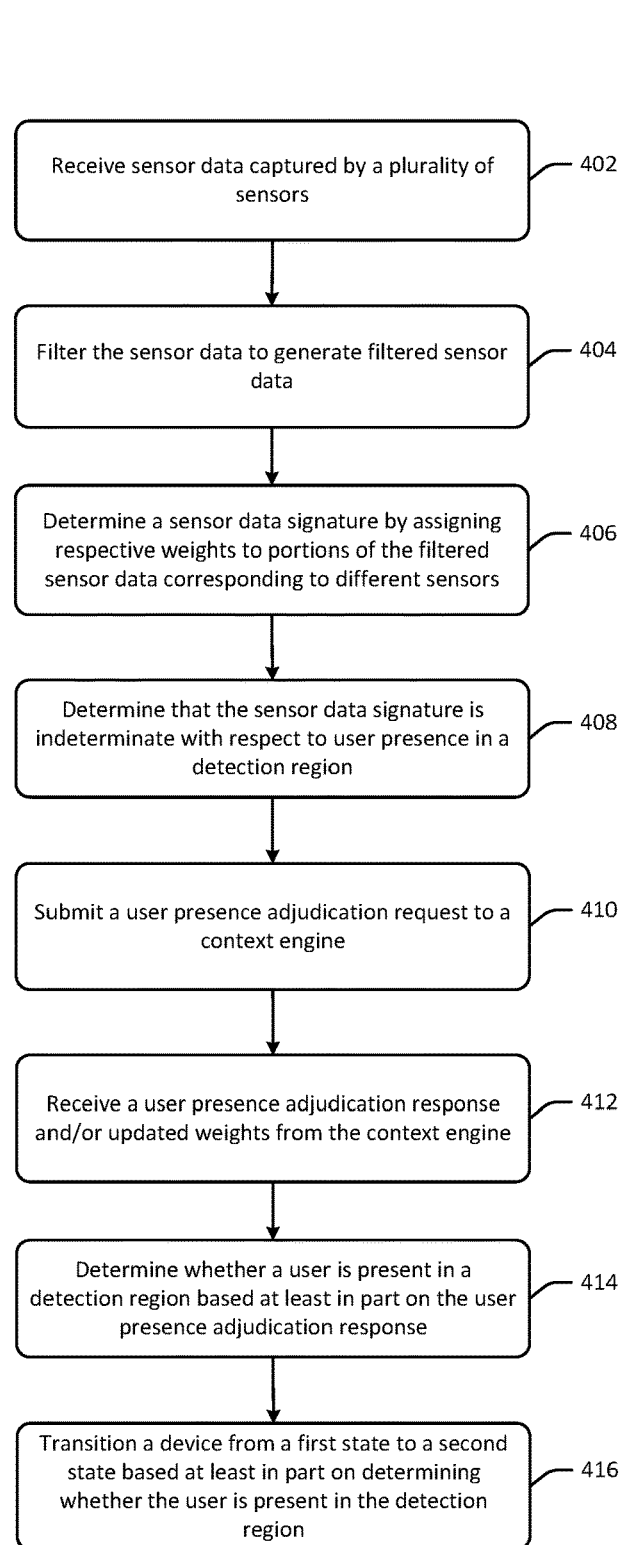 Receive sensor data captured by a plurality of
sensors
402
Filter the sensor data to generate filtered sensor
data
404
Determine a sensor data signature by assigning
respective weights to portions of the filtered
sensor data corresponding to different sensors
406
Determine that the sensor data signature is
indeterminate with respect to user presence in a
detection region
408
Submit a user presence adjudication request to a
context engine
410
Receive a user presence adjudication response
and/or updated weights from the context engine
412
Determine whether a user is present in a
detection region based at least in part on the user
presence adjudication response
414
Transition a device from a first state to a second
state based at least in part on determining
whether the user is present in the detection
region
416